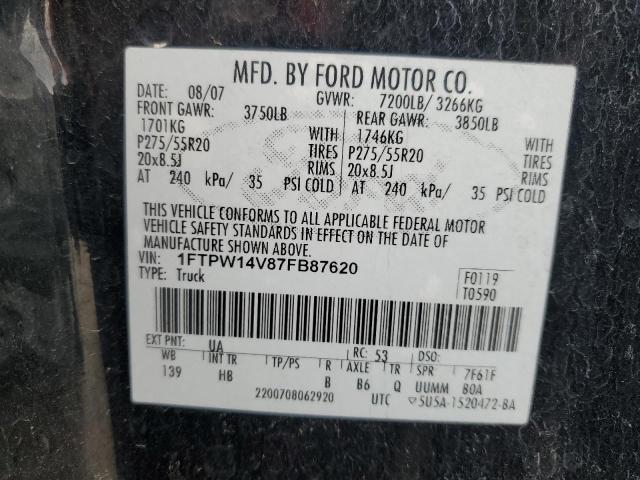 MFD. BY FORD MOTOR CO.
DATE: 08/07 GVWR: 7200LB/ 3266KG
FRONT GAWR: 3750LB REAR GAWR: 3850LB
1701KG WITH 1746KG WITH
P275/55R20 TIRES P275/55R20 TIRES
20x8.5J RIMS 20x8.5J RIMS
AT 240 kPa/ 35 PSI COLD AT 240 kPa/ 35 PSI COLD
THIS VEHICLE CONFORMS TO ALL APPLICABLE FEDERAL MOTOR
VEHICLE SAFETY STANDARDS IN EFFECT ON THE DATE OF
MANUFACTURE SHOWN ABOVE.
VIN: 1FTPW14V87FB87620
TYPE: Truck
F0119
T0590
EXT PNT: UA RC: 53 DSO:
WB INT TR TP/PS R AXLE TR SPR 7F61F
139 HB B B6 Q UUMM BOA
2200708062920 UTC 5U5A-1520472-BA